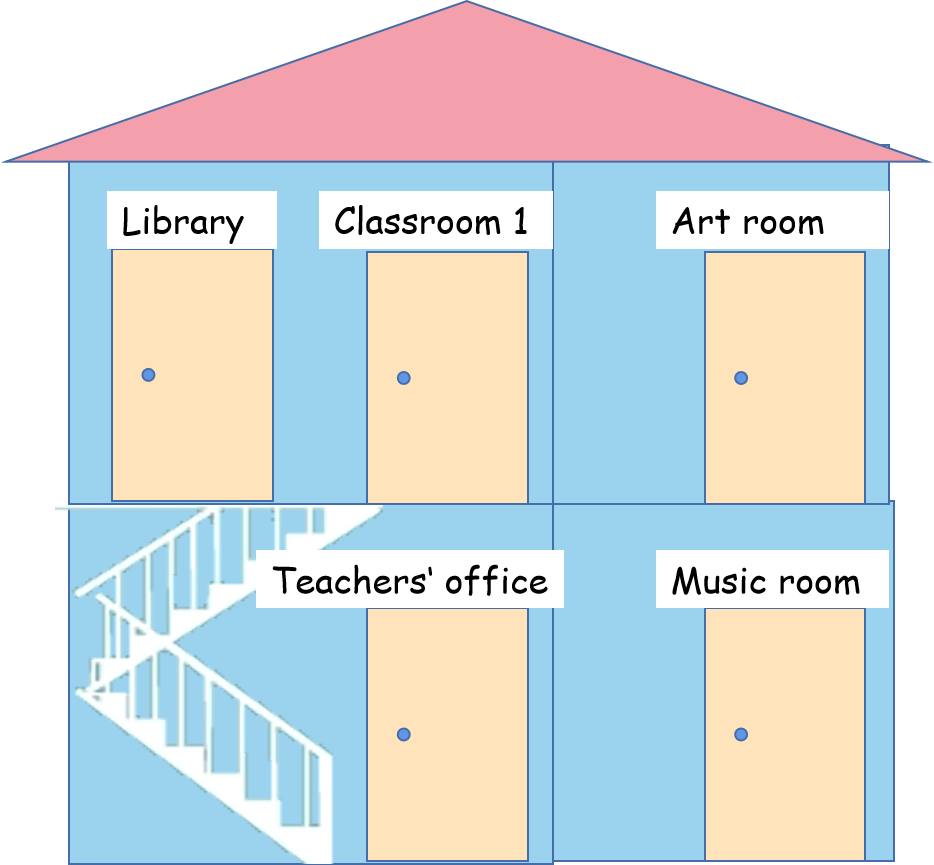 Library
Classroom 1
Art room
Teachers‘ office
Music room